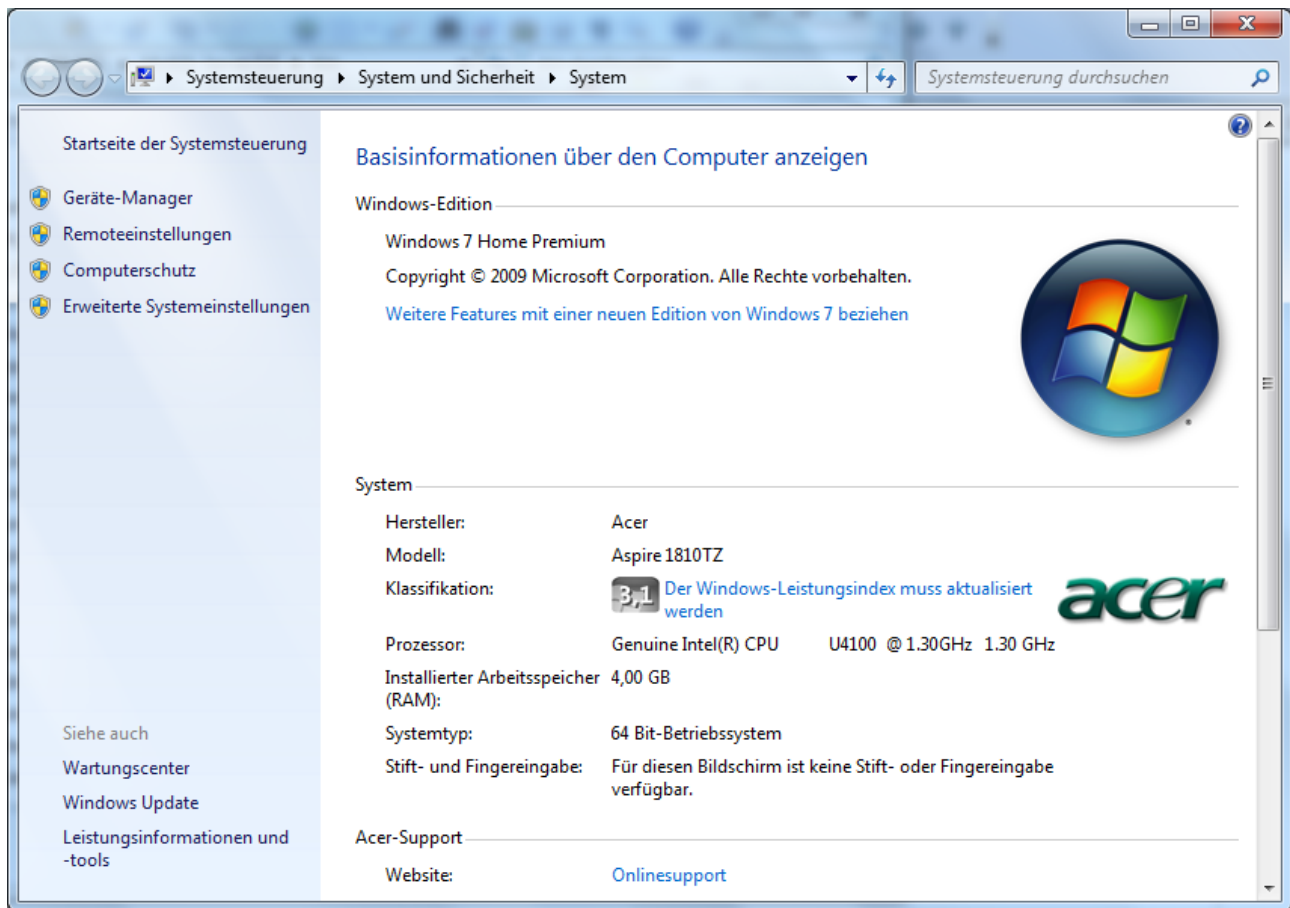 Systemsteuerung ▸ System und Sicherheit ▸ System
Systemsteuerung durchsuchen
Startseite der Systemsteuerung
Geräte-Manager
Remoteeinstellungen
Computerschutz
Erweiterte Systemeinstellungen
Siehe auch
Wartungscenter
Windows Update
Leistungsinformationen und
-tools
Basisinformationen über den Computer anzeigen
Windows-Edition
Windows 7 Home Premium
Copyright © 2009 Microsoft Corporation. Alle Rechte vorbehalten.
Weitere Features mit einer neuen Edition von Windows 7 beziehen
System
Hersteller: Acer
Modell: Aspire 1810TZ
Klassifikation: 3,1 Der Windows-Leistungsindex muss aktualisiert
werden
acer
Prozessor: Genuine Intel(R) CPU U4100 @ 1.30GHz 1.30 GHz
Installierter Arbeitsspeicher 4,00 GB
(RAM):
Systemtyp: 64 Bit-Betriebssystem
Stift- und Fingereingabe: Für diesen Bildschirm ist keine Stift- oder Fingereingabe
verfügbar.
Acer-Support
Website: Onlinesupport